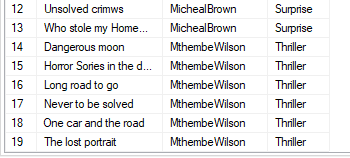 12 Unsolved crimws MichealBrown Surprise
13 Who stole my Home... MichealBrown Surprise
14 Dangerous moon MthembeWilson Thriller
15 Horror Sories in the d... MthembeWilson Thriller
16 Long road to go MthembeWilson Thriller
17 Never to be solved MthembeWilson Thriller
18 One car and the road MthembeWilson Thriller
19 The lost portrait MthembeWilson Thriller